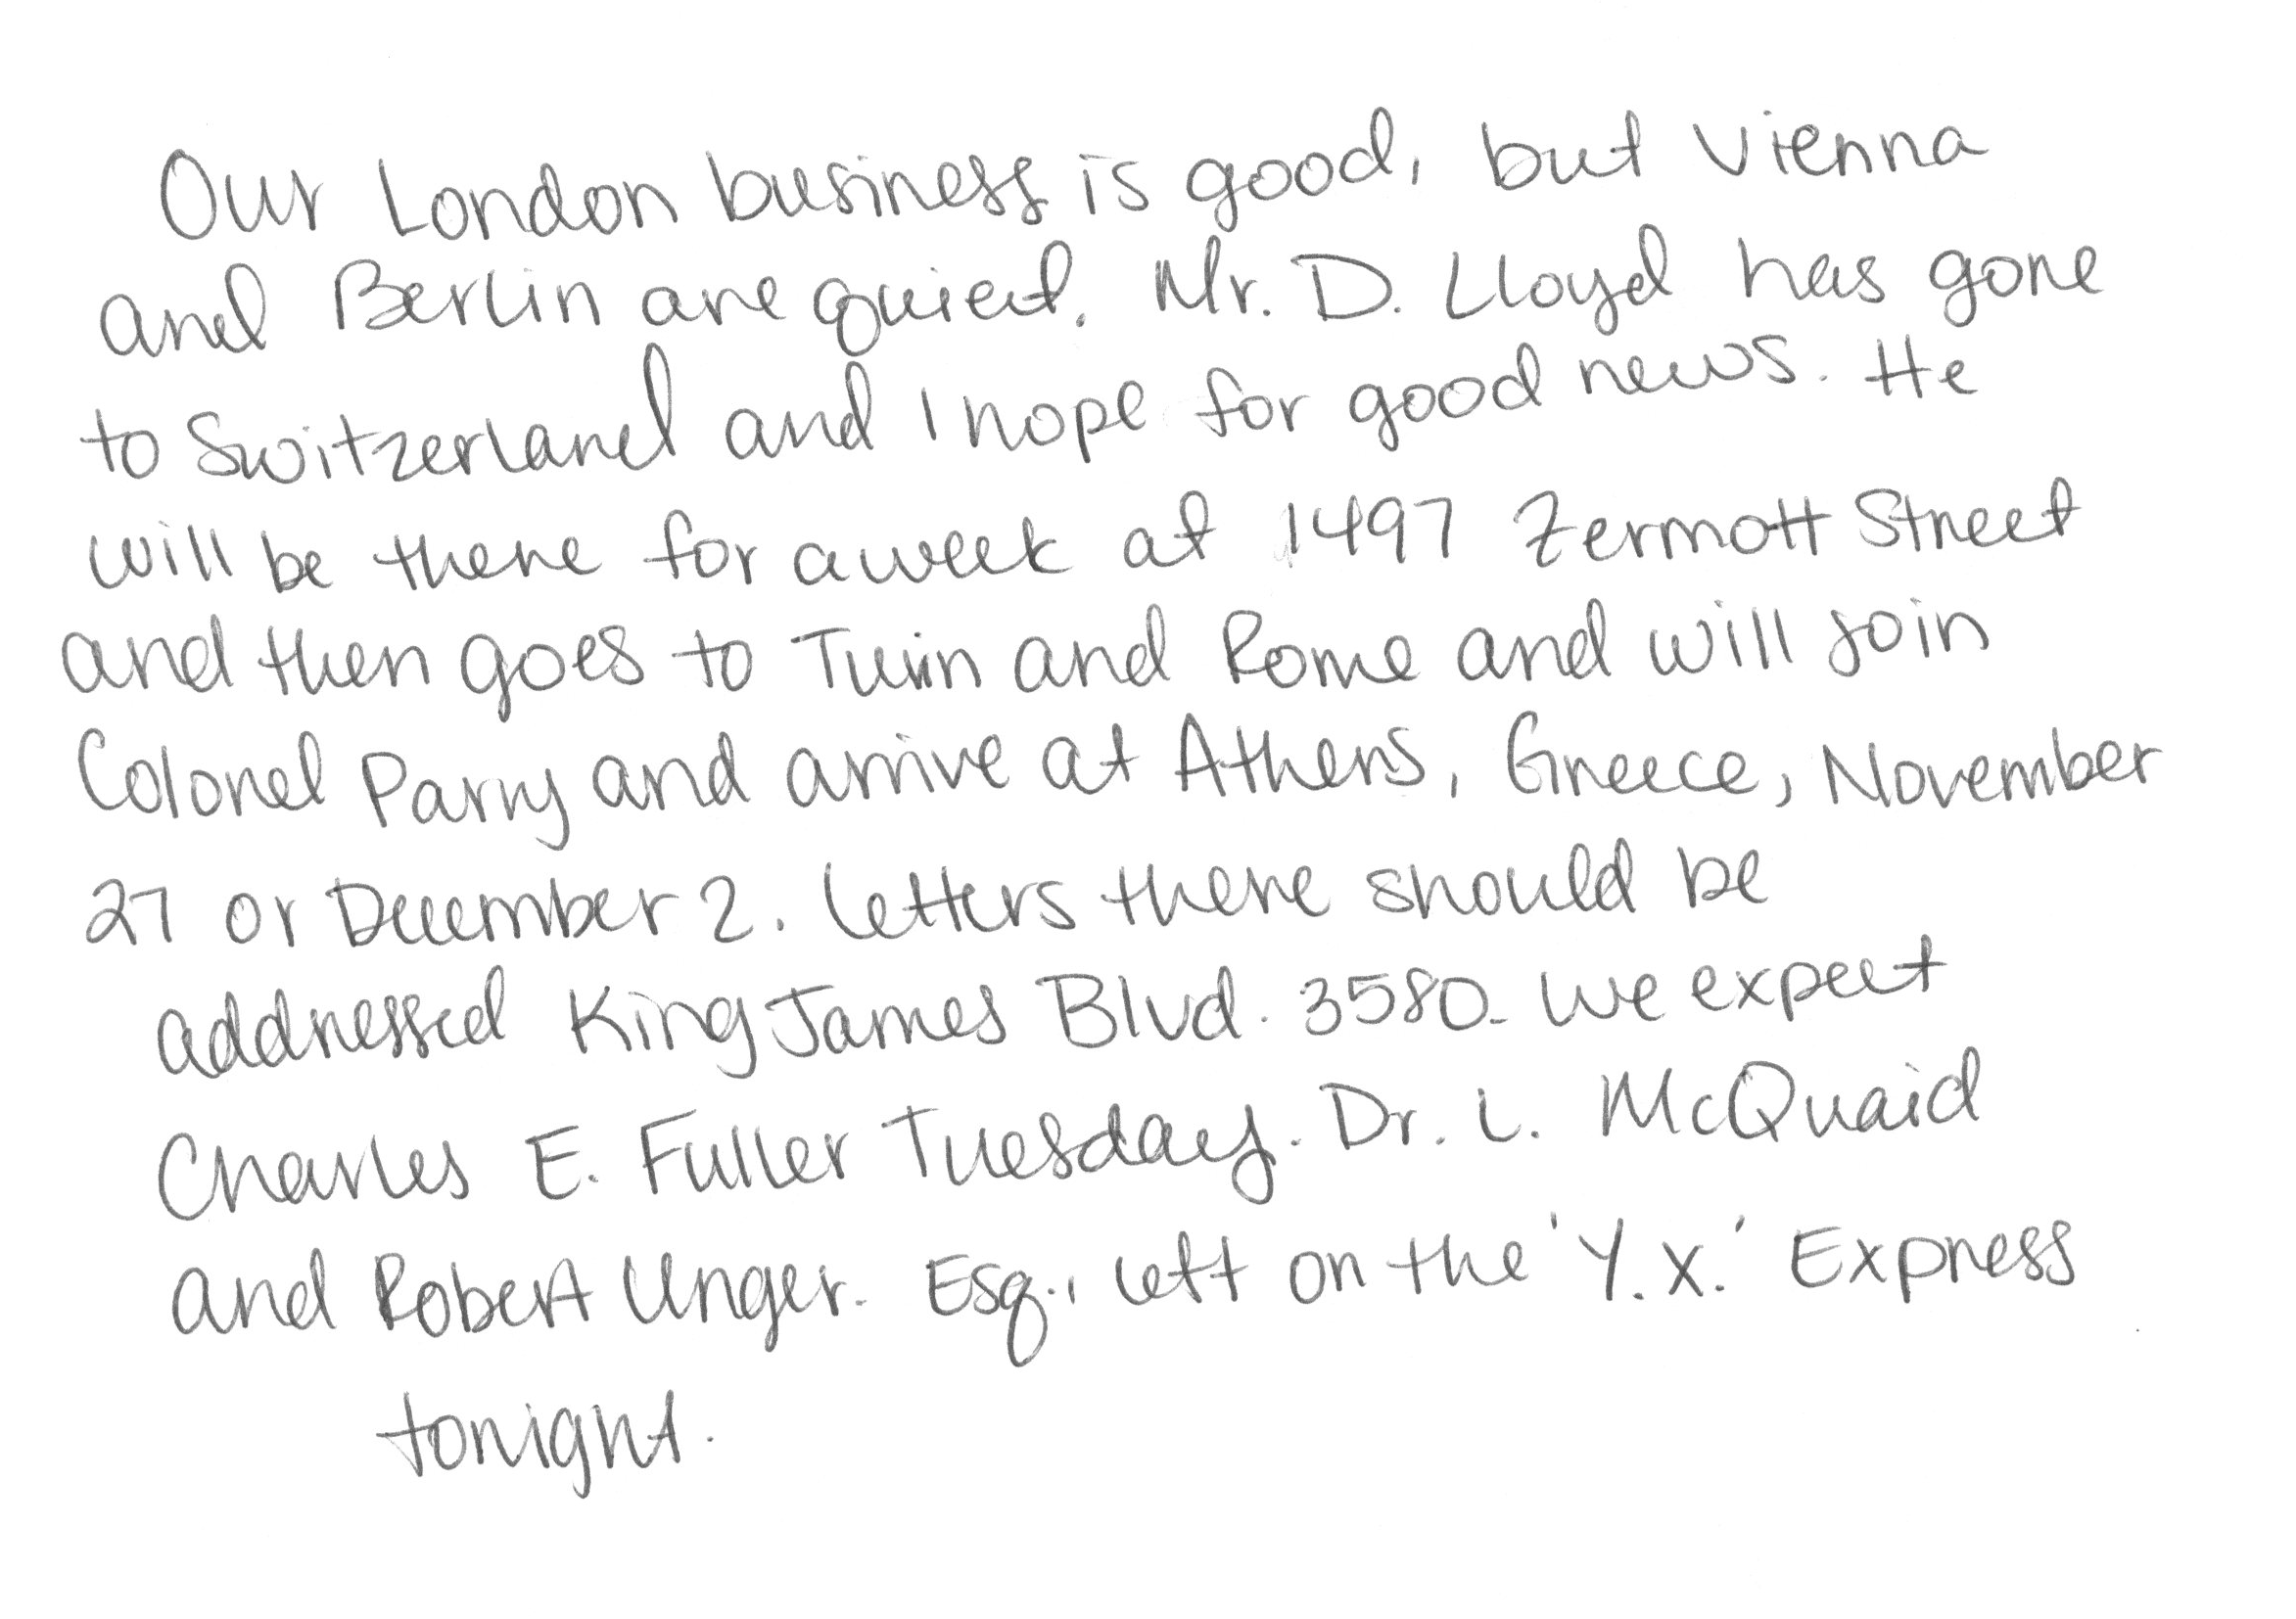 Our London business is good, but Vienna
and Berlin are quiet. Mr. D. Lloyd has gone
to Switzerland and I hope for good news. He
will be there for a week at 1497 Zermott Street
and then goes to Turin and Rome and will join
Colonel Parry and arrive at Athens, Greece, November
27 or December 2. Letters there should be
addressed King James Blvd. 3580. We expect
Charles E. Fuller Tuesday. Dr. L. McQuaid
and Robert Unger. Esq., left on the 'Y.X.' Express
tonight.